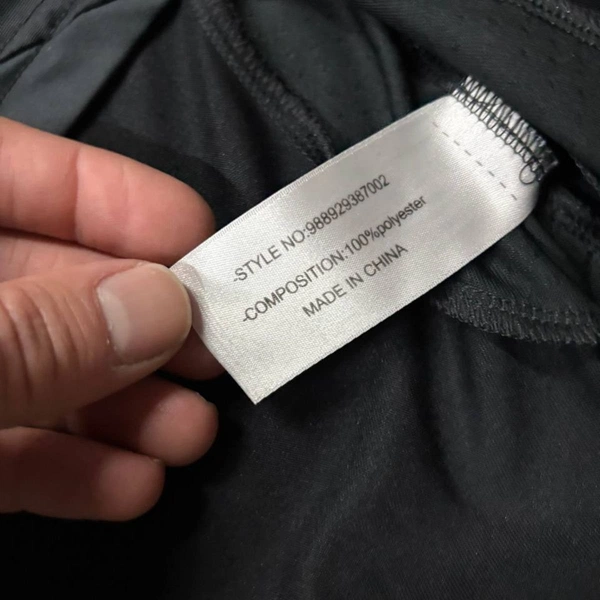 -STYLE NO:988929387002
-COMPOSITION:100%polyester
MADE IN CHINA